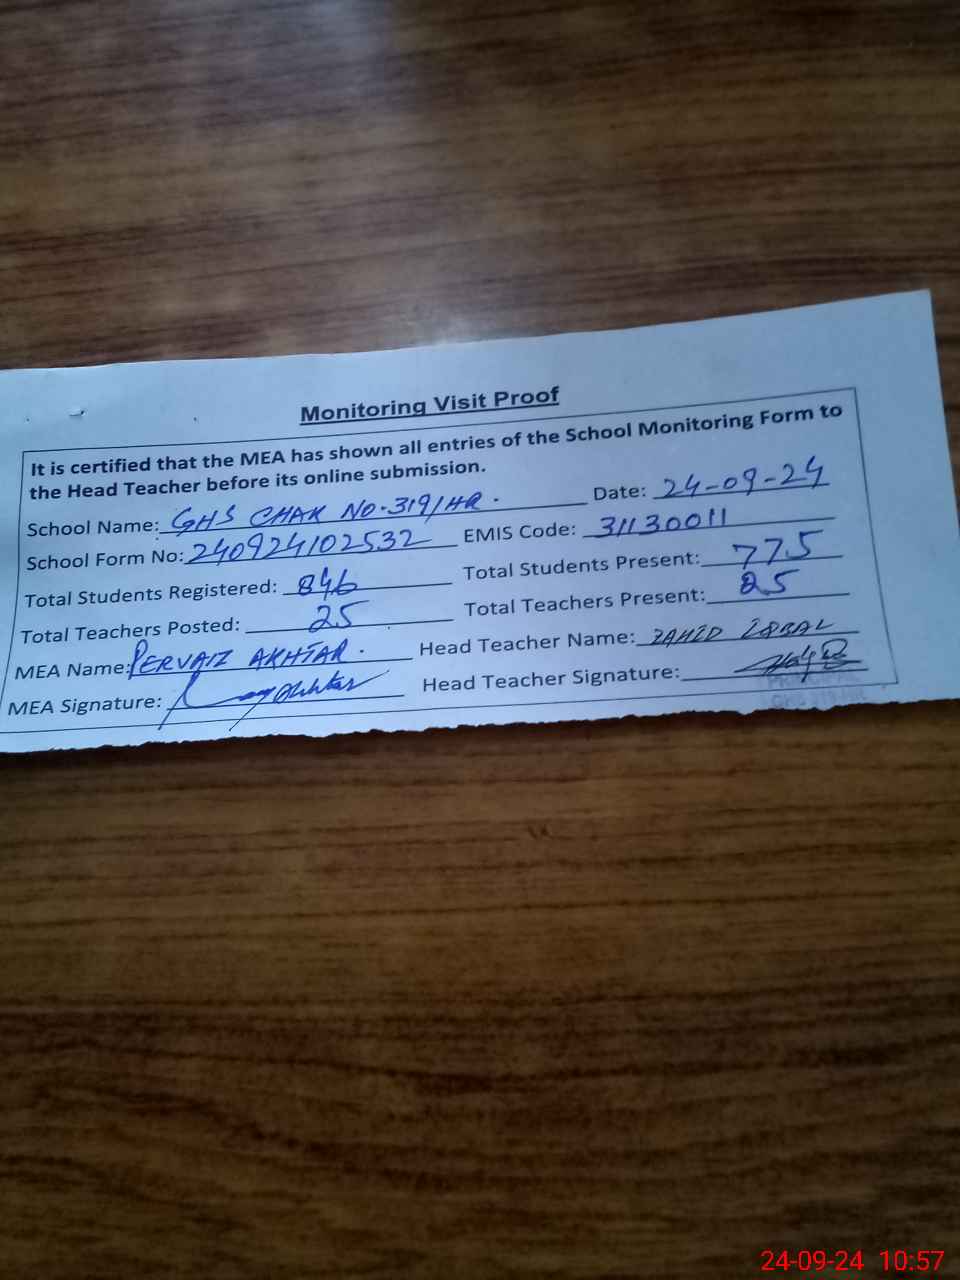 Monitoring Visit Proof
It is certified that the MEA has shown all entries of the School Monitoring Form to
the Head Teacher before its online submission.
School Name: GHS CHAK NO. 319/HR. Date: 24-09-24
School Form No: 240924102532 EMIS Code: 31130011
Total Students Registered: 846 Total Students Present: 775
Total Teachers Posted: 25 Total Teachers Present: 25
MEA Name: PERVAIZ AKHTAR. Head Teacher Name: ZAHID IQBAL
MEA Signature: Head Teacher Signature:
PRINCIPAL
24-09-24 10:57